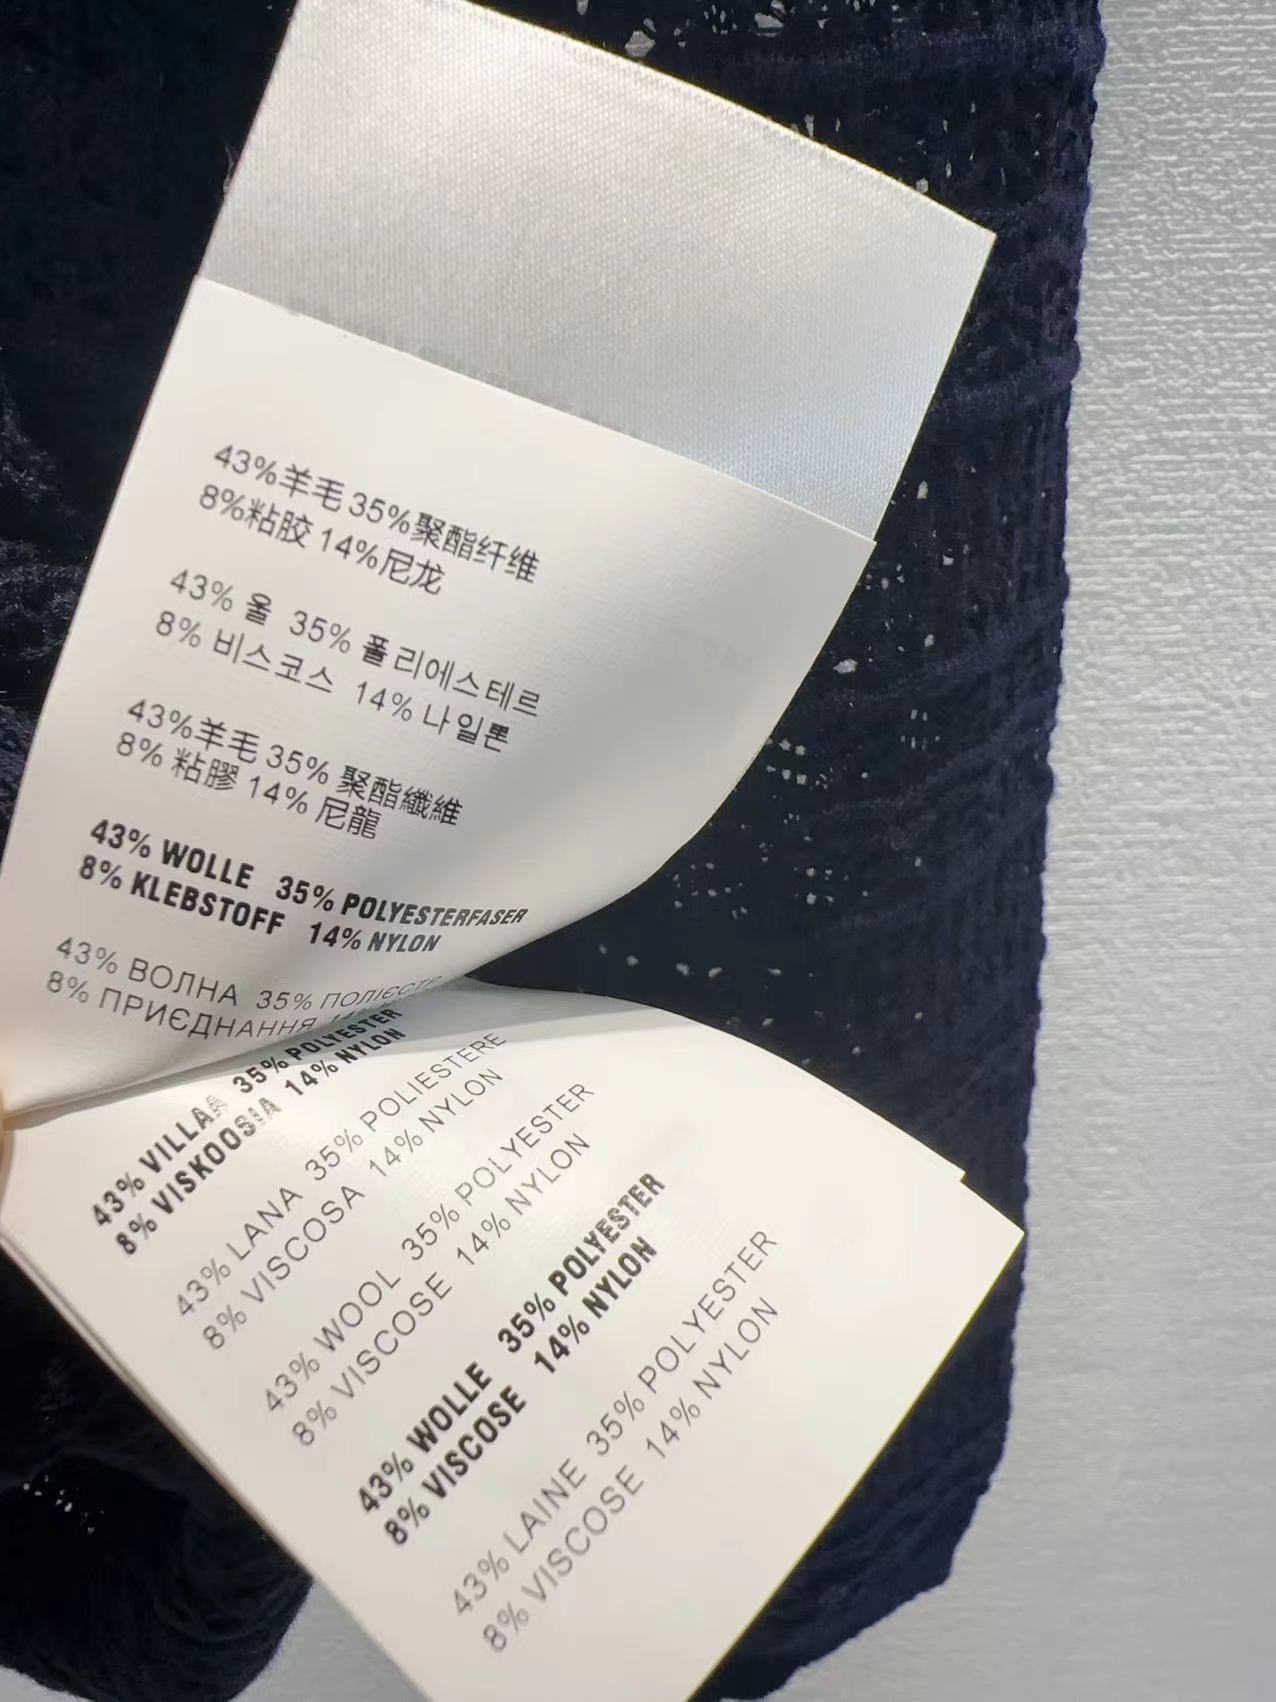 43%羊毛 35%聚酯纤维
8%粘胶 14%尼龙
43% 울 35% 폴리에스테르
8% 비스코스 14% 나일론
43%羊毛 35% 聚酯纖維
8% 粘膠 14% 尼龍
43% WOLLE 35% POLYESTERFASER
8% KLEBSTOFF 14% NYLON
43% ВОЛНА 35%
8% ПРИЄДНАННЯ
43% VILLAA 35% POLYESTER
8% VISKOOSIA 14% NYLON
43% LANA 35% POLIESTERE
8% VISCOSA 14% NYLON
43% WOOL 35% POLYESTER
8% VISCOSE 14% NYLON
43% WOLLE 35% POLYESTER
8% VISCOSE 14% NYLON
43% LAINE 35% POLYESTER
8% VISCOSE 14% NYLON